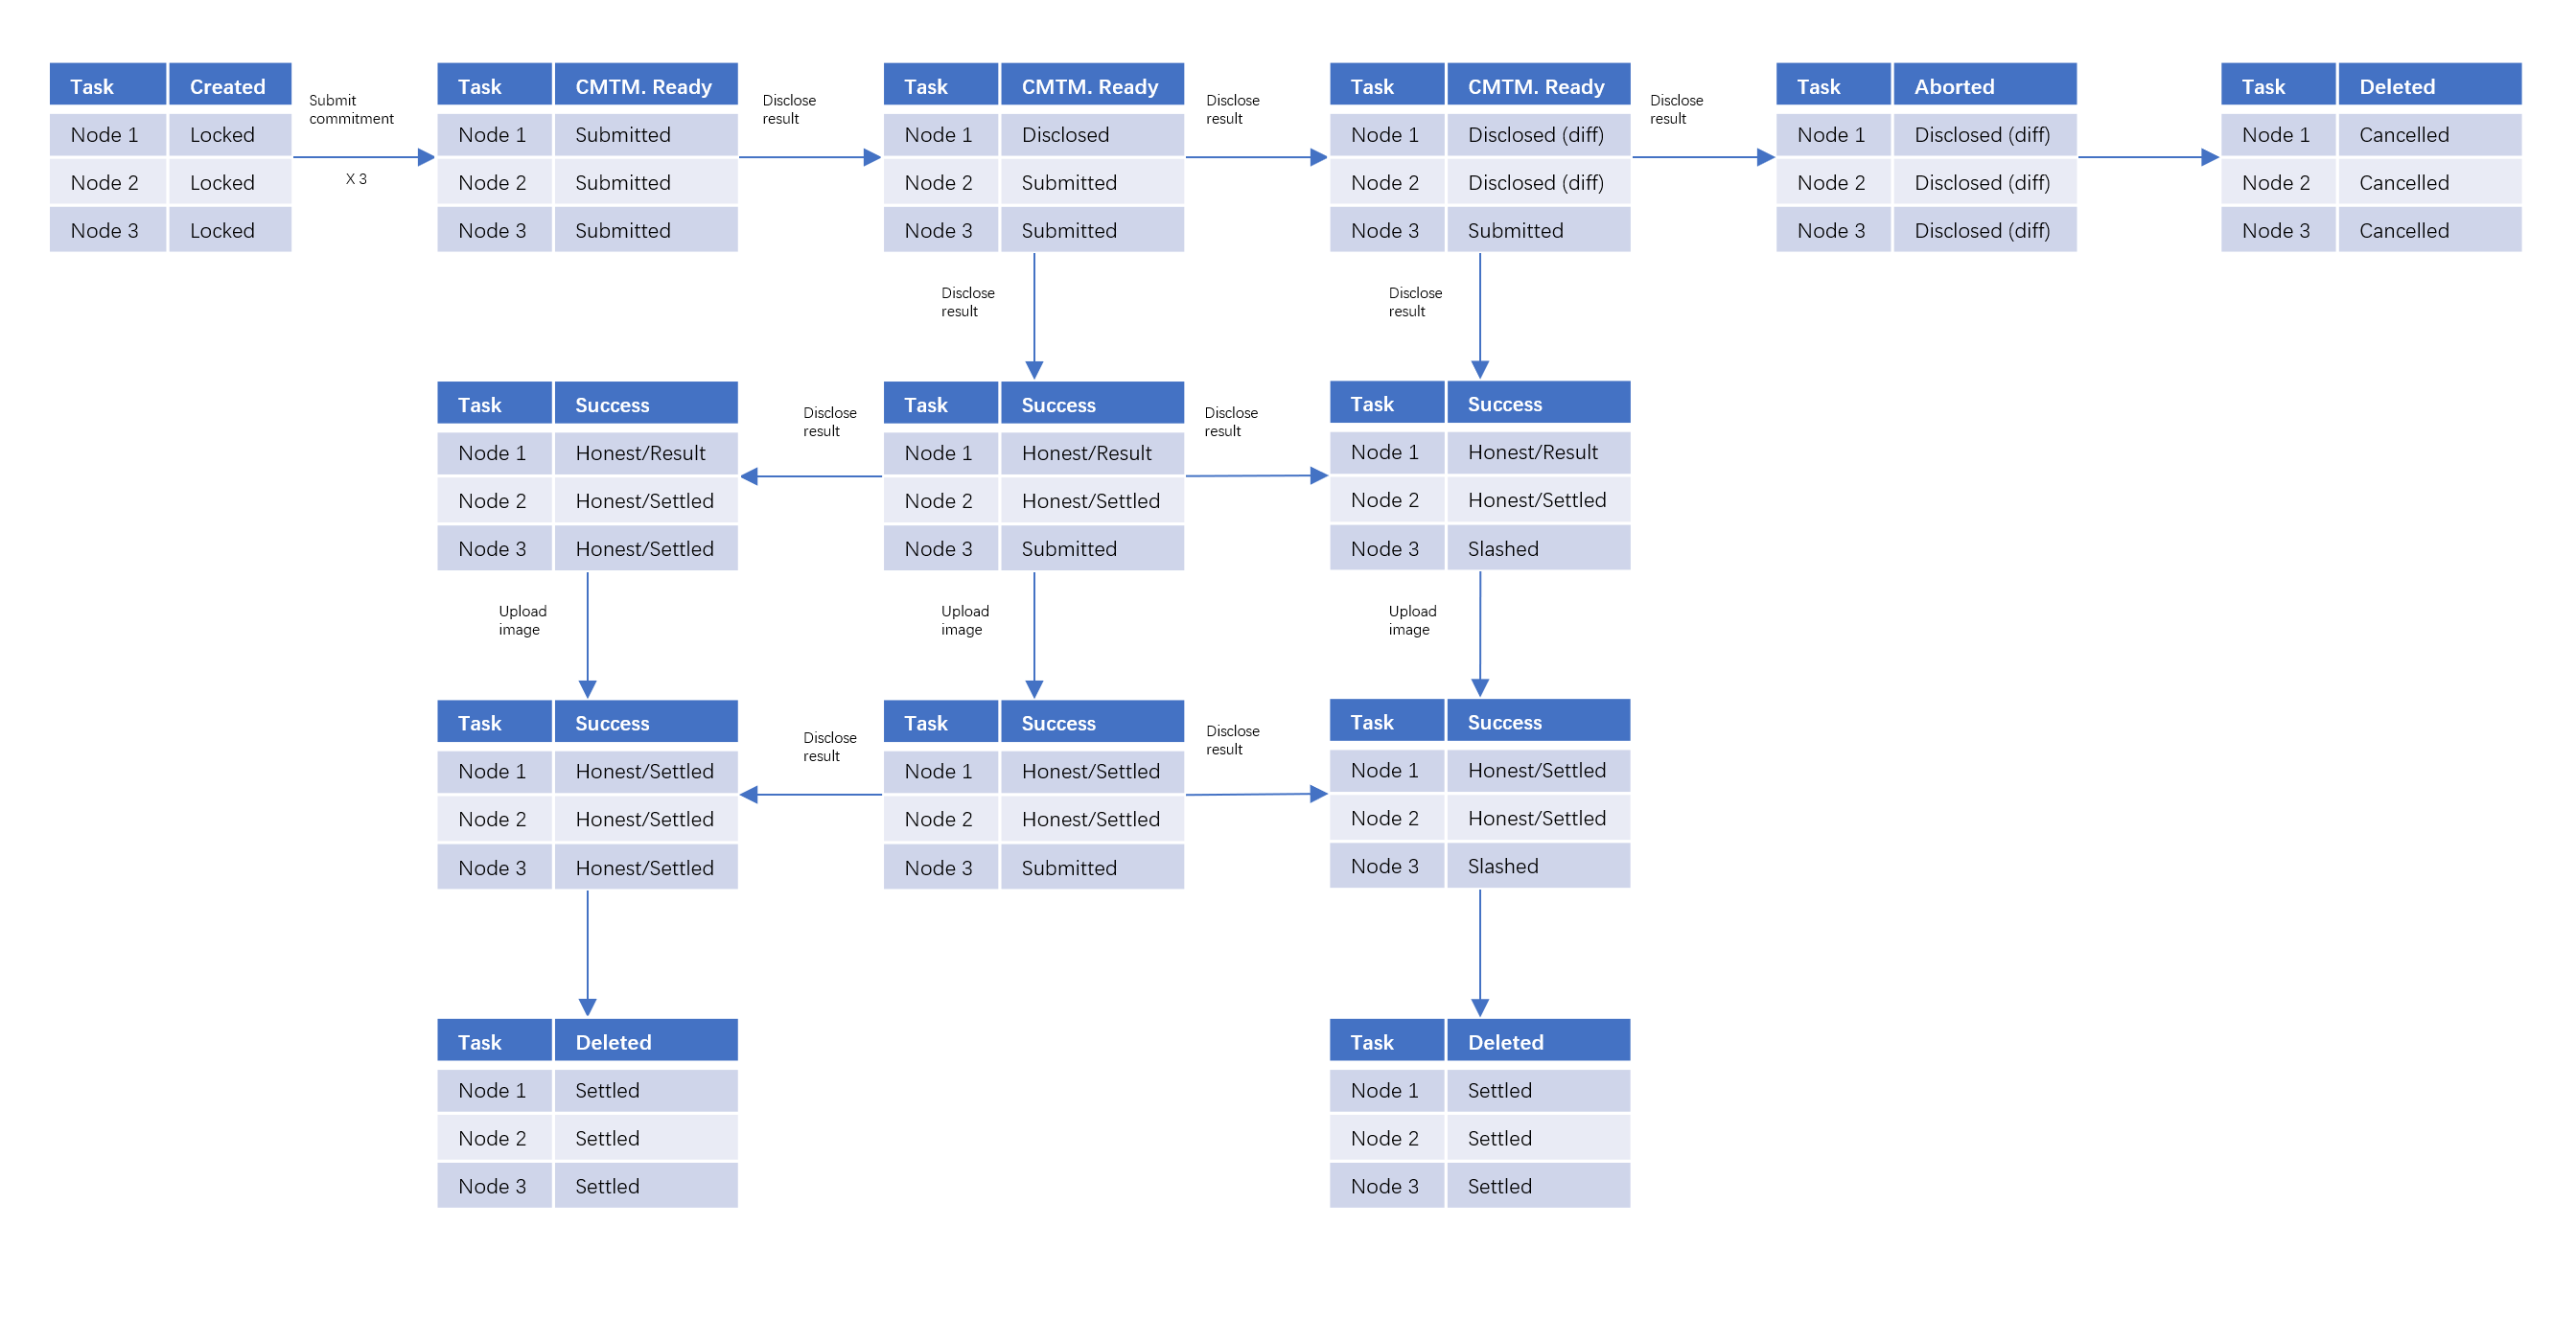 Task Created
Node 1 Locked
Node 2 Locked
Node 3 Locked
Submit
commitment
X 3
Task CMTM. Ready
Node 1 Submitted
Node 2 Submitted
Node 3 Submitted
Disclose
result
Task CMTM. Ready
Node 1 Disclosed
Node 2 Submitted
Node 3 Submitted
Disclose
result
Task CMTM. Ready
Node 1 Disclosed (diff)
Node 2 Disclosed (diff)
Node 3 Submitted
Disclose
result
Task Aborted
Node 1 Disclosed (diff)
Node 2 Disclosed (diff)
Node 3 Disclosed (diff)
Task Deleted
Node 1 Cancelled
Node 2 Cancelled
Node 3 Cancelled
Disclose
result
Disclose
result
Task Success
Node 1 Honest/Result
Node 2 Honest/Settled
Node 3 Honest/Settled
Disclose
result
Task Success
Node 1 Honest/Result
Node 2 Honest/Settled
Node 3 Submitted
Disclose
result
Task Success
Node 1 Honest/Result
Node 2 Honest/Settled
Node 3 Slashed
Upload
image
Upload
image
Upload
image
Task Success
Node 1 Honest/Settled
Node 2 Honest/Settled
Node 3 Honest/Settled
Disclose
result
Task Success
Node 1 Honest/Settled
Node 2 Honest/Settled
Node 3 Submitted
Disclose
result
Task Success
Node 1 Honest/Settled
Node 2 Honest/Settled
Node 3 Slashed
Task Deleted
Node 1 Settled
Node 2 Settled
Node 3 Settled
Task Deleted
Node 1 Settled
Node 2 Settled
Node 3 Settled